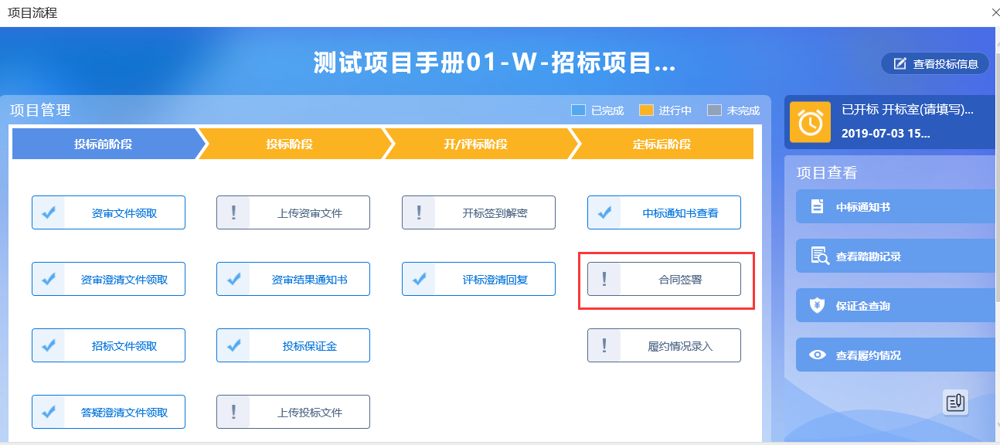 项目流程
测试项目手册01-W-招标项目...
查看投标信息
项目管理
已完成
进行中
未完成
投标前阶段
投标阶段
开/评标阶段
定标后阶段
资审文件领取
上传资审文件
开标签到解密
中标通知书查看
资审澄清文件领取
资审结果通知书
评标澄清回复
合同签署
招标文件领取
投标保证金
履约情况录入
答疑澄清文件领取
上传投标文件
已开标 开标室(请填写)...
2019-07-03 15...
项目查看
中标通知书
查看踏勘记录
保证金查询
查看履约情况